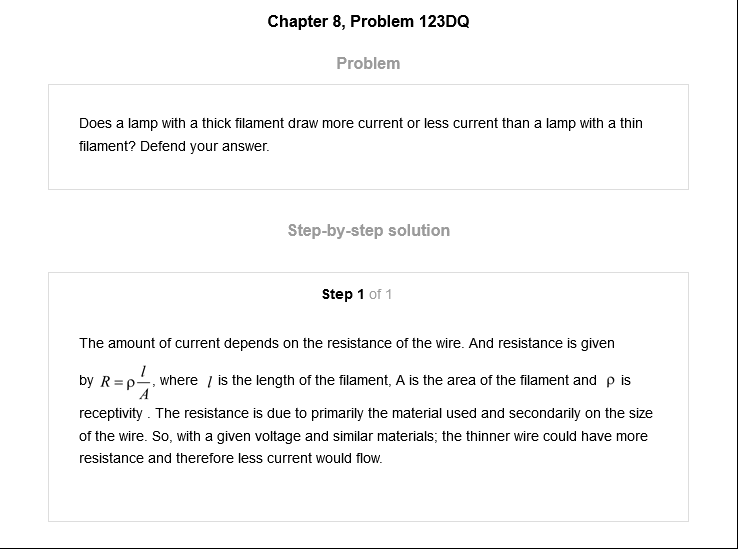 Chapter 8, Problem 123DQ
Problem
Does a lamp with a thick filament draw more current or less current than a lamp with a thin
filament? Defend your answer.
Step-by-step solution
Step 1 of 1
The amount of current depends on the resistance of the wire. And resistance is given
by R = ρ l/A, where l is the length of the filament, A is the area of the filament and ρ is
receptivity . The resistance is due to primarily the material used and secondarily on the size
of the wire. So, with a given voltage and similar materials; the thinner wire could have more
resistance and therefore less current would flow.